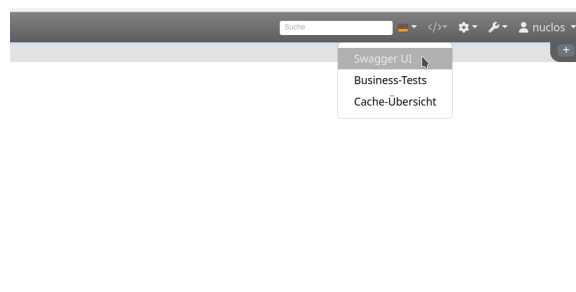 Suche
</> 
nuclos
+
Swagger UI
Business-Tests
Cache-Übersicht